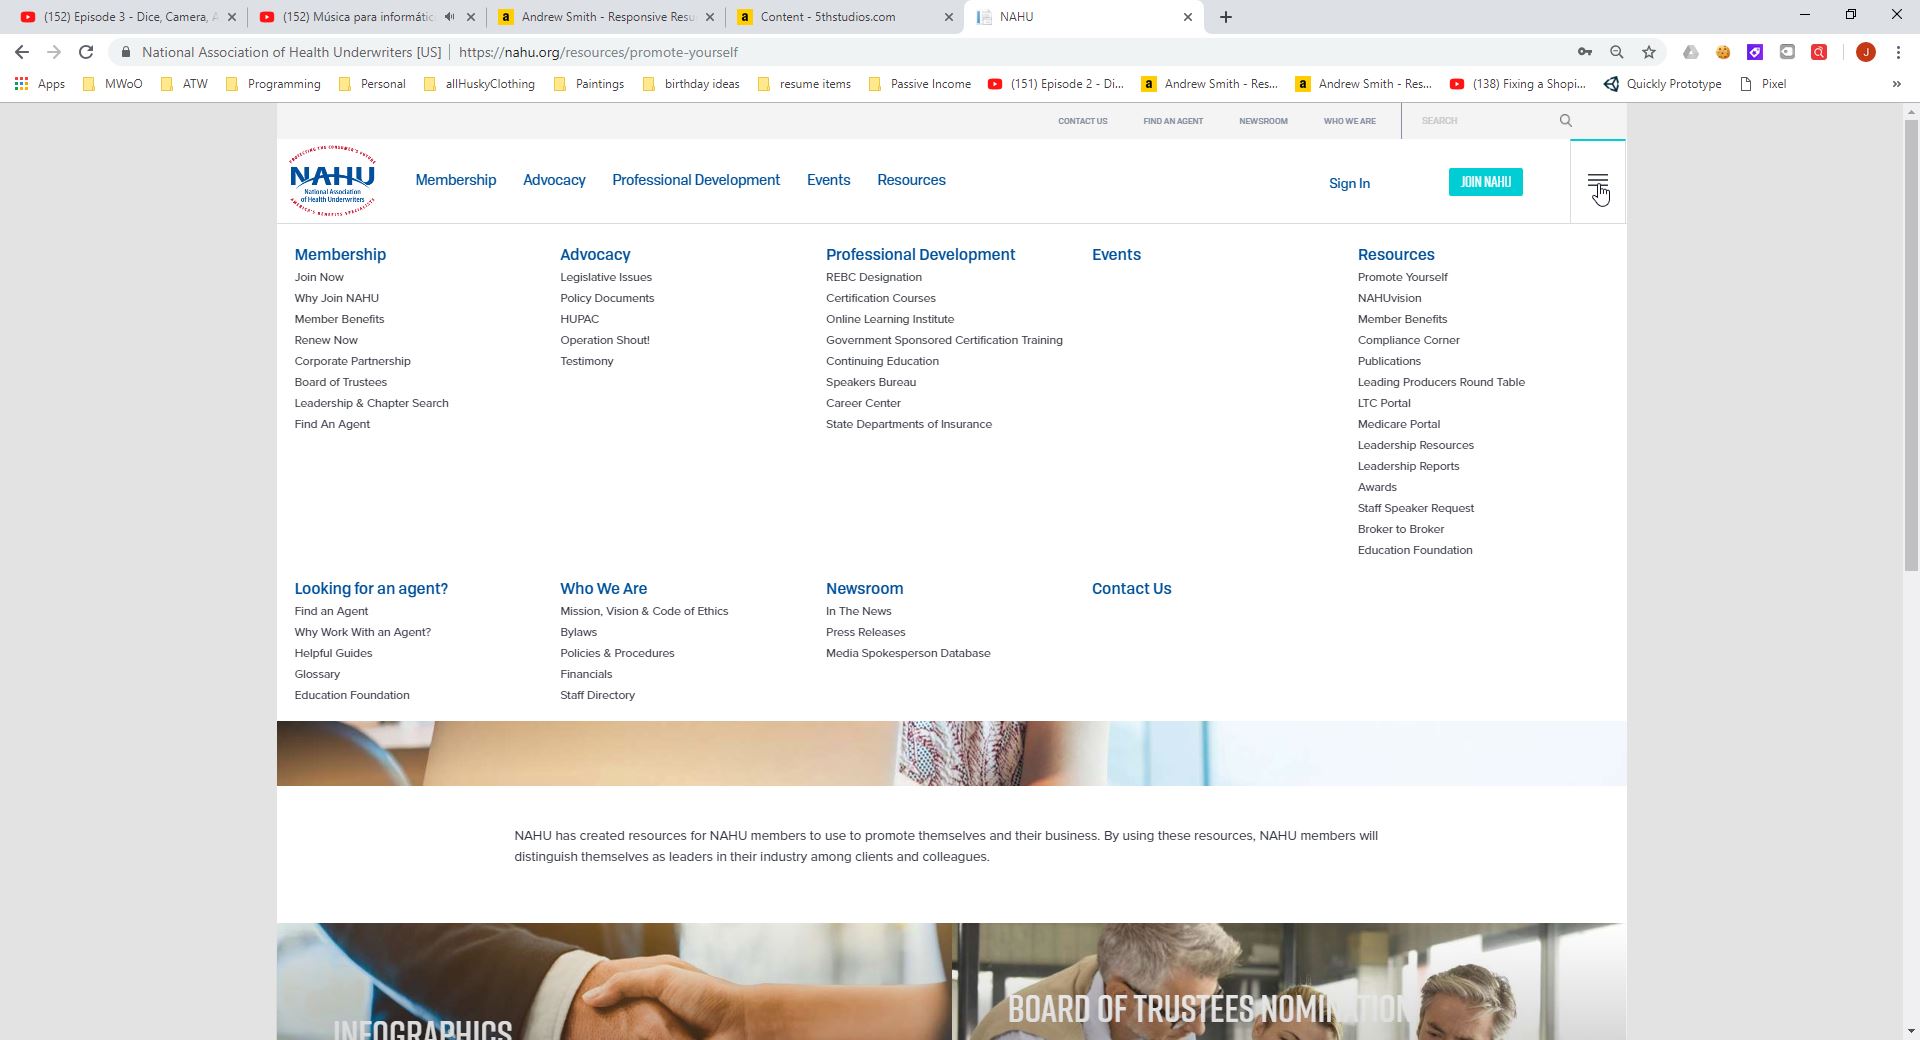 (152) Episode 3 - Dice, Camera, A
(152) Música para informátic
Andrew Smith - Responsive Resu
Content - 5thstudios.com
NAHU
National Association of Health Underwriters [US]
https://nahu.org/resources/promote-yourself
J
Apps
MWoO
ATW
Programming
Personal
allHuskyClothing
Paintings
birthday ideas
resume items
Passive Income
(151) Episode 2 - Di...
Andrew Smith - Res...
Andrew Smith - Res...
(138) Fixing a Shopi...
Quickly Prototype
Pixel
»
CONTACT US
FIND AN AGENT
NEWSROOM
WHO WE ARE
SEARCH
PROTECTING THE CONSUMER'S FUTURE
NAHU
National Association
of Health Underwriters
AMERICA'S BENEFITS SPECIALISTS
Membership
Advocacy
Professional Development
Events
Resources
Sign In
JOIN NAHU
Membership
Join Now
Why Join NAHU
Member Benefits
Renew Now
Corporate Partnership
Board of Trustees
Leadership & Chapter Search
Find An Agent
Advocacy
Legislative Issues
Policy Documents
HUPAC
Operation Shout!
Testimony
Professional Development
REBC Designation
Certification Courses
Online Learning Institute
Government Sponsored Certification Training
Continuing Education
Speakers Bureau
Career Center
State Departments of Insurance
Events
Resources
Promote Yourself
NAHUvision
Member Benefits
Compliance Corner
Publications
Leading Producers Round Table
LTC Portal
Medicare Portal
Leadership Resources
Leadership Reports
Awards
Staff Speaker Request
Broker to Broker
Education Foundation
Looking for an agent?
Find an Agent
Why Work With an Agent?
Helpful Guides
Glossary
Education Foundation
Who We Are
Mission, Vision & Code of Ethics
Bylaws
Policies & Procedures
Financials
Staff Directory
Newsroom
In The News
Press Releases
Media Spokesperson Database
Contact Us
NAHU has created resources for NAHU members to use to promote themselves and their business. By using these resources, NAHU members will
distinguish themselves as leaders in their industry among clients and colleagues.
INFOGRAPHICS
BOARD OF TRUSTEES NOMINATION